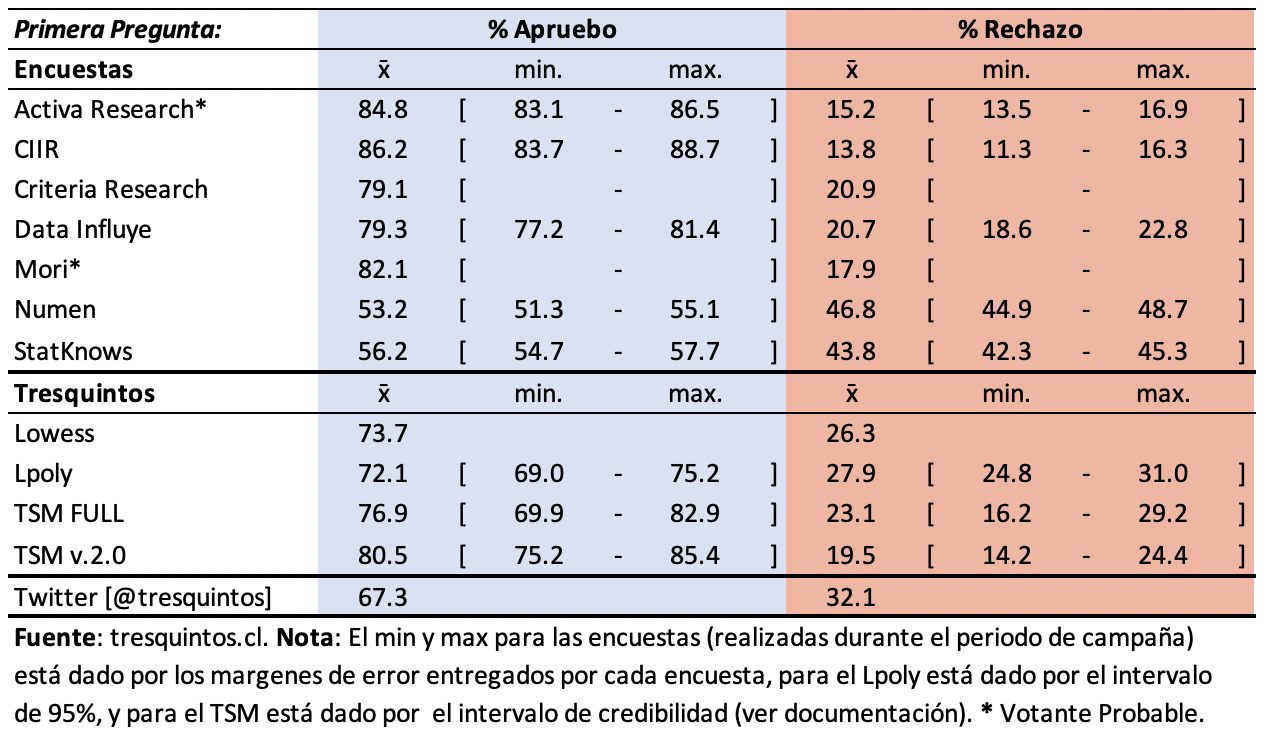 Primera Pregunta: % Apruebo % Rechazo
Encuestas x̄ min. max. x̄ min. max.
Activa Research* 84.8 [ 83.1 - 86.5 ] 15.2 [ 13.5 - 16.9 ]
CIIR 86.2 [ 83.7 - 88.7 ] 13.8 [ 11.3 - 16.3 ]
Criteria Research 79.1 [ - ] 20.9 [ - ]
Data Influye 79.3 [ 77.2 - 81.4 ] 20.7 [ 18.6 - 22.8 ]
Mori* 82.1 [ - ] 17.9 [ - ]
Numen 53.2 [ 51.3 - 55.1 ] 46.8 [ 44.9 - 48.7 ]
StatKnows 56.2 [ 54.7 - 57.7 ] 43.8 [ 42.3 - 45.3 ]
Tresquintos x̄ min. max. x̄ min. max.
Lowess 73.7 26.3
Lpoly 72.1 [ 69.0 - 75.2 ] 27.9 [ 24.8 - 31.0 ]
TSM FULL 76.9 [ 69.9 - 82.9 ] 23.1 [ 16.2 - 29.2 ]
TSM v.2.0 80.5 [ 75.2 - 85.4 ] 19.5 [ 14.2 - 24.4 ]
Twitter [@tresquintos] 67.3 32.1
Fuente: tresquintos.cl. Nota: El min y max para las encuestas (realizadas durante el periodo de campaña)
está dado por los margenes de error entregados por cada encuesta, para el Lpoly está dado por el intervalo
de 95%, y para el TSM está dado por el intervalo de credibilidad (ver documentación). * Votante Probable.